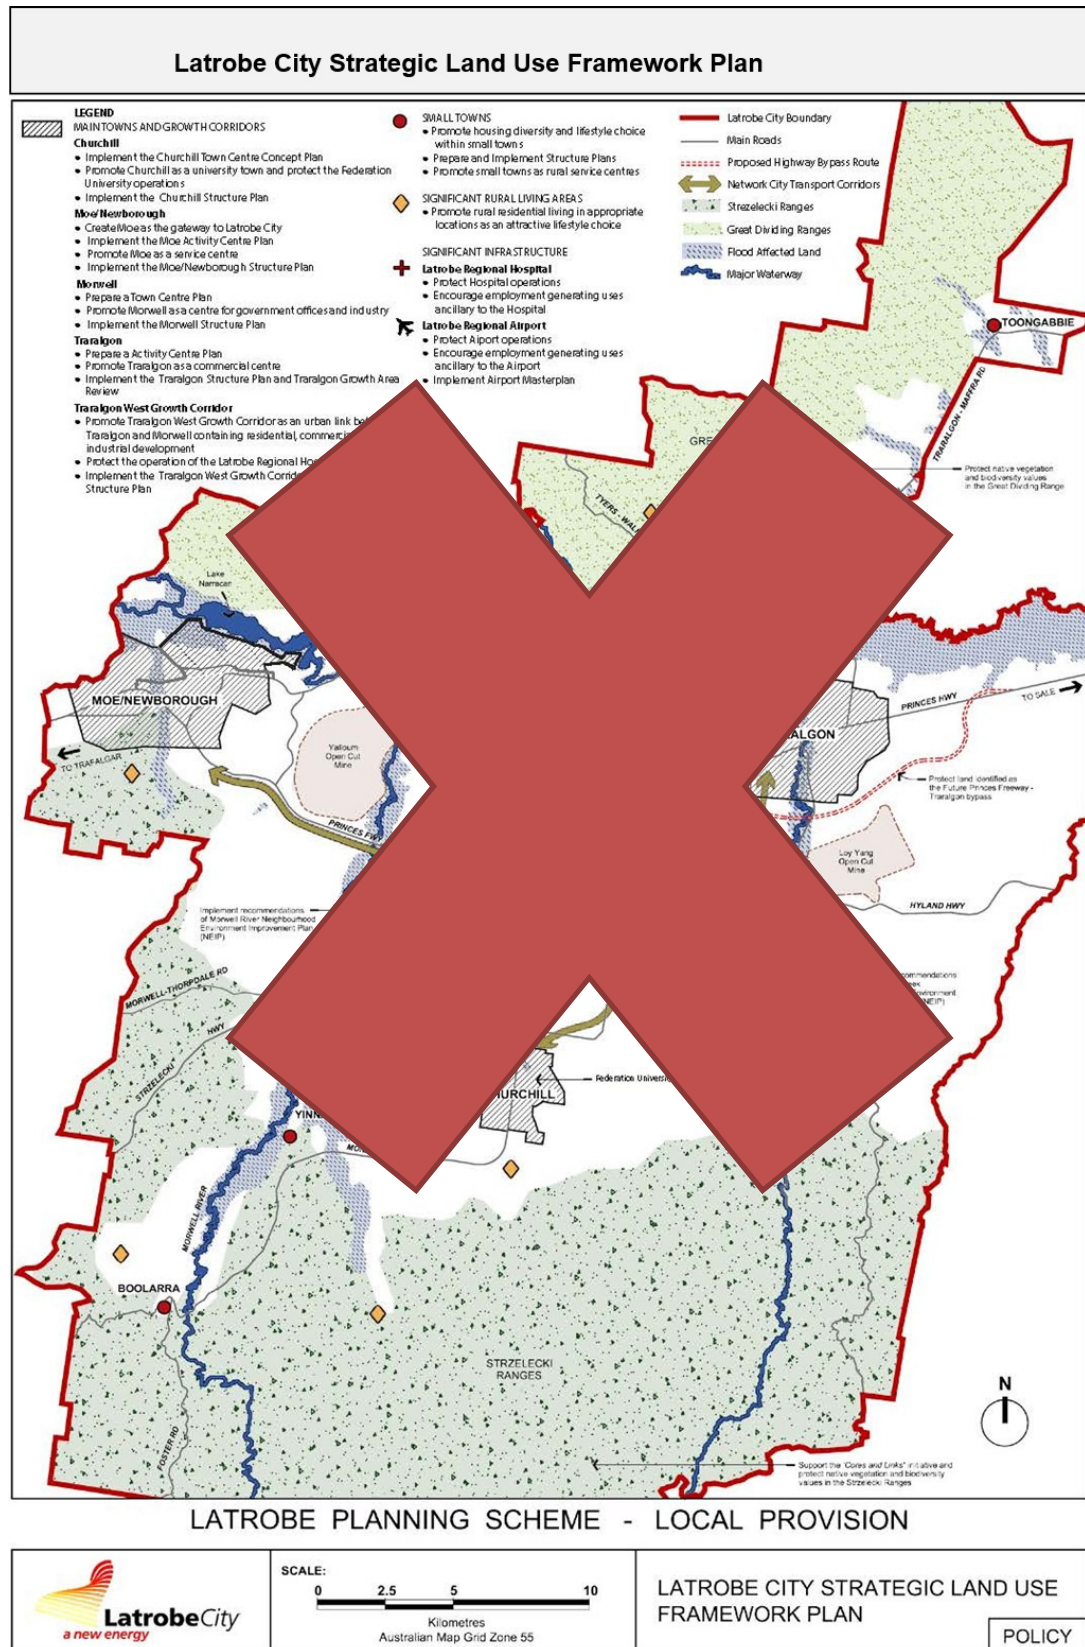 Latrobe City Strategic Land Use Framework Plan
LEGEND
MAIN TOWNS AND GROWTH CORRIDORS
Churchill
• Implement the Churchill Town Centre Concept Plan
• Promote Churchill as a university town and protect the Federation
University operations
• Implement the Churchill Structure Plan
Moe/Newborough
• Create Moe as the gateway to Latrobe City
• Implement the Moe Activity Centre Plan
• Promote Moe as a service centre
• Implement the Moe/Newborough Structure Plan
Morwell
• Prepare a Town Centre Plan
• Promote Morwell as a centre for government offices and industry
• Implement the Morwell Structure Plan
Traralgon
• Prepare a Activity Centre Plan
• Promote Traralgon as a commercial centre
• Implement the Traralgon Structure Plan and Traralgon Growth Area
Review
Traralgon West Growth Corridor
• Promote Traralgon West Growth Corridor as an urban link be
Traralgon and Morwell containing residential, commerci
industrial development
• Protect the operation of the Latrobe Regional Ho
• Implement the Traralgon West Growth Corrid
Structure Plan
SMALL TOWNS
• Promote housing diversity and lifestyle choice
within small towns
• Prepare and Implement Structure Plans
• Promote small towns as rural service centres
SIGNIFICANT RURAL LIVING AREAS
• Promote rural residential living in appropriate
locations as an attractive lifestyle choice
SIGNIFICANT INFRASTRUCTURE
Latrobe Regional Hospital
• Protect Hospital operations
• Encourage employment generating uses
ancillary to the Hospital
Latrobe Regional Airport
• Protect Aiport operations
• Encourage employment generating uses
ancillary to the Airport
• Implement Airport Masterplan
Latrobe City Boundary
Main Roads
Proposed Highway Bypass Route
Network City Transport Corridors
Strezelecki Ranges
Great Dividing Ranges
Flood Affected Land
Major Waterway
TOONGABBIE
TRARALGON - MAFFRA RD
GRE
Protect native vegetation
and biodiversity values
in the Great Dividing Range
TYERS - WAL
Lake
Narracan
MOE/NEWBOROUGH
TO TRAFALGAR
Yallourn
Open Cut
Mine
PRINCES FW
PRINCES HWY
TO SALE
ALGON
Protect land identified as
the Future Princes Freeway -
Traralgon bypass
Loy Yang
Open Cut
Mine
HYLAND HWY
Implement recommendations
of Morwell River Neighbourhood
Environment Improvement Plan
(NEIP)
commendations
eek
nvironment
NEIP)
MORWELL-THORPDALE RD
STRZELECKI HWY
Federation Universi
HURCHILL
YINN
MOR
MORWELL RIVER
BOOLARRA
STRZELECKI
RANGES
FOSTER RD
N
Support the 'Cores and Links' initiative and
protect native vegetation and biodiversity
values in the Strzelecki Ranges
LATROBE PLANNING SCHEME - LOCAL PROVISION
LatrobeCity
a new energy
SCALE:
0 2.5 5 10
Kilometres
Australian Map Grid Zone 55
LATROBE CITY STRATEGIC LAND USE
FRAMEWORK PLAN
POLICY